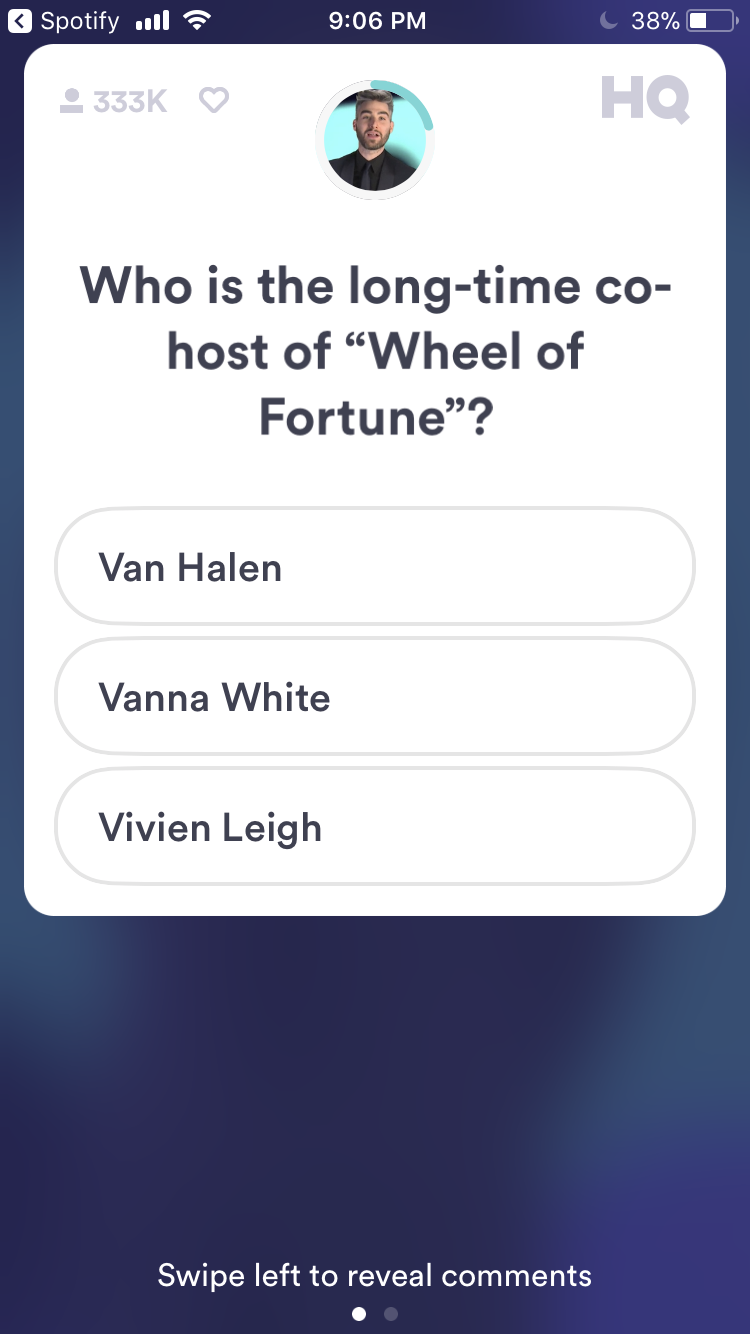 Spotify 9:06 PM 38%
333K HQ
Who is the long-time co-
host of “Wheel of
Fortune”?
Van Halen
Vanna White
Vivien Leigh
Swipe left to reveal comments